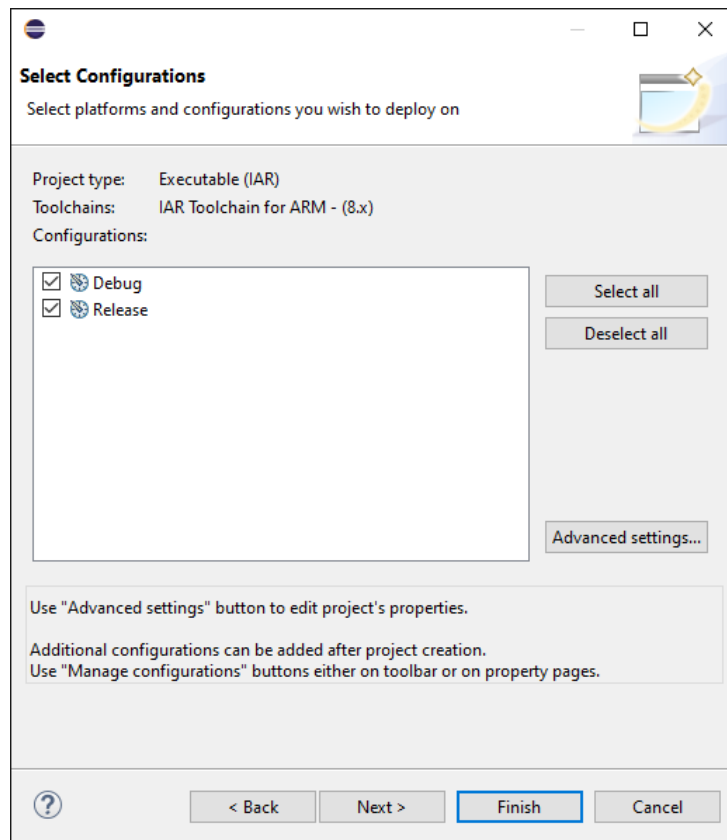 Select Configurations
Select platforms and configurations you wish to deploy on
Project type: Executable (IAR)
Toolchains: IAR Toolchain for ARM - (8.x)
Configurations:
Debug
Release
Select all
Deselect all
Advanced settings...
Use "Advanced settings" button to edit project's properties.
Additional configurations can be added after project creation.
Use "Manage configurations" buttons either on toolbar or on property pages.
?
< Back
Next >
Finish
Cancel